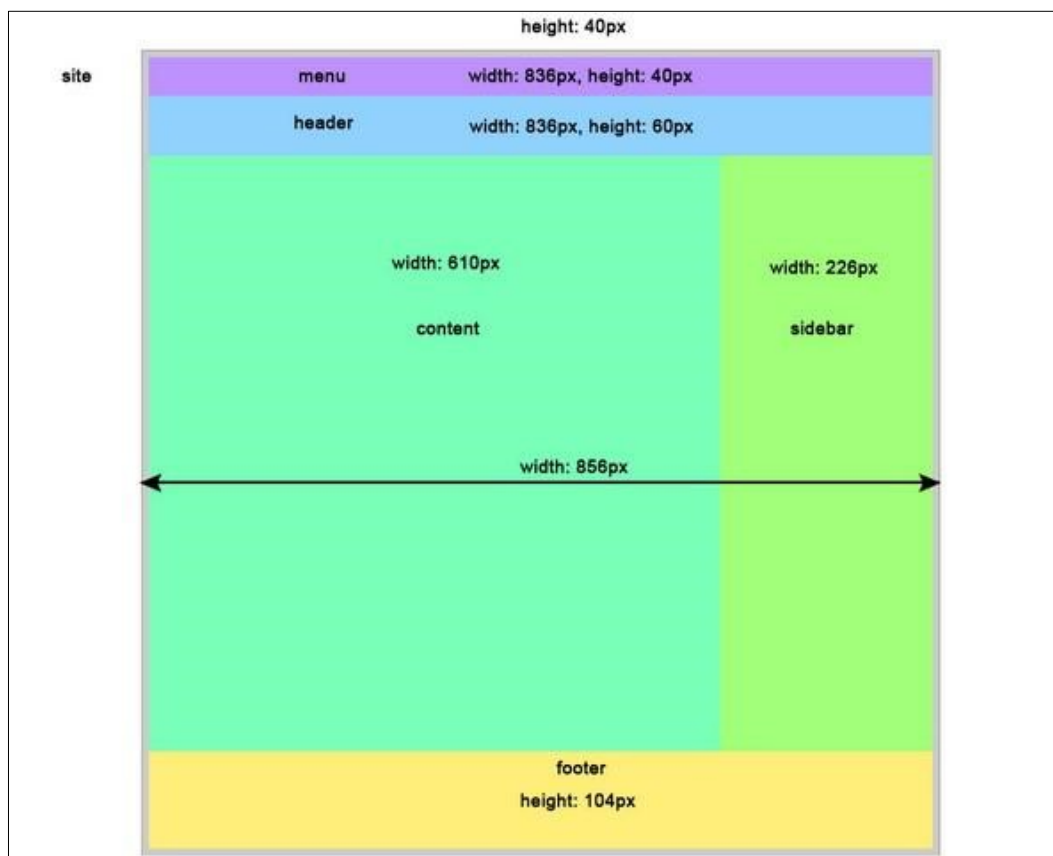 height: 40px
site
menu
width: 836px, height: 40px
header
width: 836px, height: 60px
width: 610px
width: 226px
content
sidebar
width: 856px
footer
height: 104px